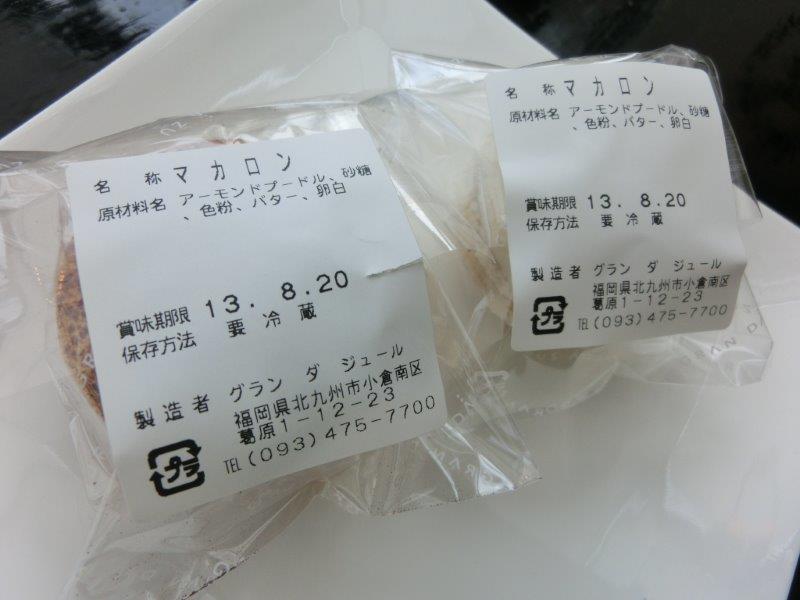 名 称 マカロン
原材料名 アーモンドプードル、砂糖
、色粉、バター、卵白
賞味期限 13. 8.20
保存方法 要 冷 蔵
製造者 グラン ダ ジュール
福岡県北九州市小倉南区
葛原1-12-23
TEL(093)475-7700
プラ
名 称 マカロン
原材料名 アーモンドプードル、砂糖
、色粉、バター、卵白
賞味期限 13. 8.20
保存方法 要 冷 蔵
製造者 グラン ダ ジュール
福岡県北九州市小倉南区
葛原1-12-23
TEL(093)475-7700
プラ